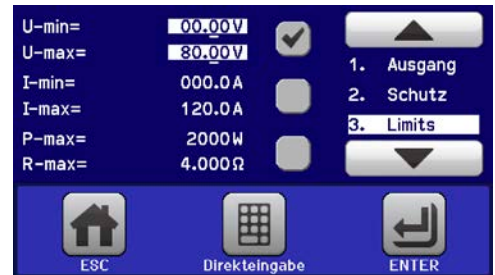 U-min= 00.00V
U-max= 80.00V
I-min= 000.0A
I-max= 120.0A
P-max= 2000W
R-max= 4.000Ω
1. Ausgang
2. Schutz
3. Limits
ESC
Direkteingabe
ENTER